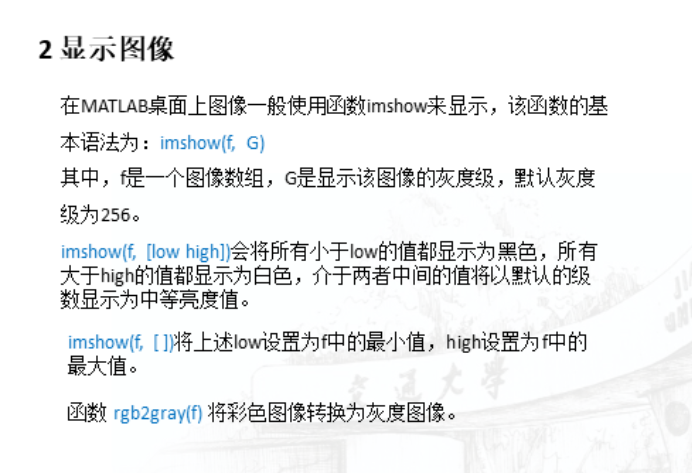 2 显示图像
在MATLAB桌面上图像一般使用函数imshow来显示，该函数的基
本语法为：imshow(f, G)
其中，f是一个图像数组，G是显示该图像的灰度级，默认灰度
级为256。
imshow(f, [low high])会将所有小于low的值都显示为黑色，所有
大于high的值都显示为白色，介于两者中间的值将以默认的级
数显示为中等亮度值。
imshow(f, [ ])将上述low设置为f中的最小值，high设置为f中的
最大值。
交通大学
函数 rgb2gray(f) 将彩色图像转换为灰度图像。